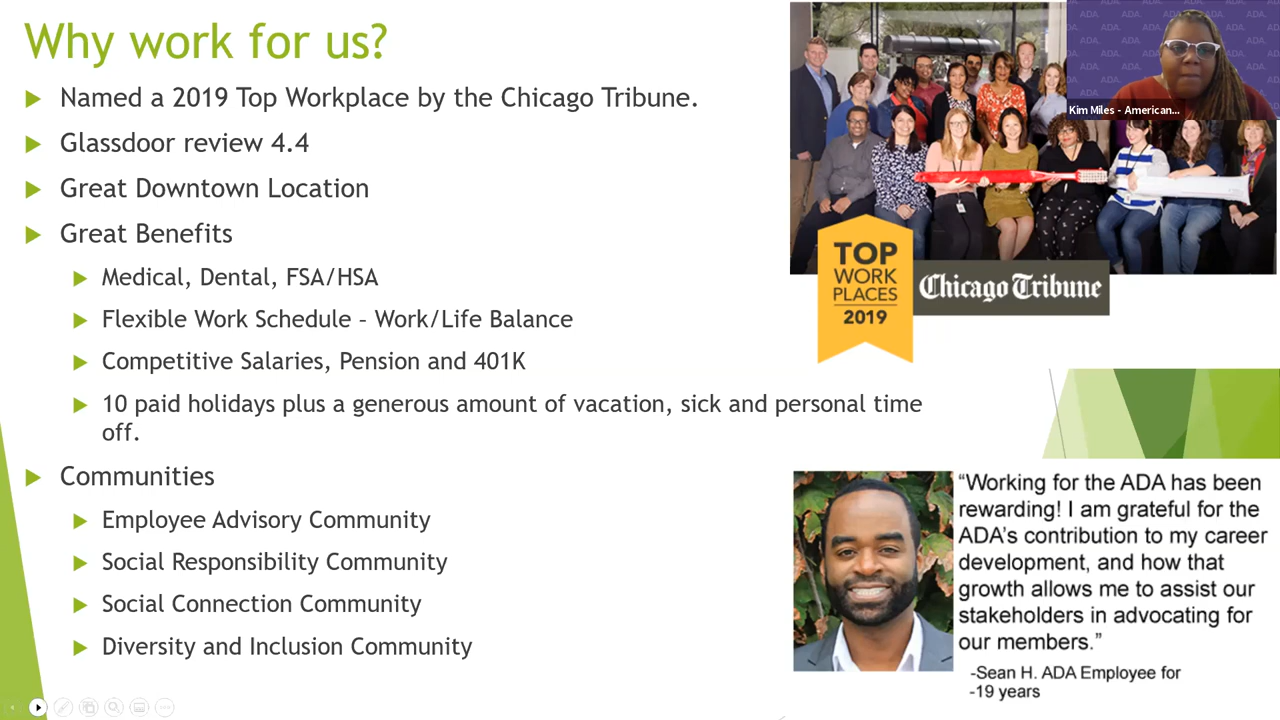 Why work for us?
Named a 2019 Top Workplace by the Chicago Tribune.
Glassdoor review 4.4
Great Downtown Location
Great Benefits
Medical, Dental, FSA/HSA
Flexible Work Schedule – Work/Life Balance
Competitive Salaries, Pension and 401K
10 paid holidays plus a generous amount of vacation, sick and personal time
off.
Communities
Employee Advisory Community
Social Responsibility Community
Social Connection Community
Diversity and Inclusion Community
ADA.
Kim Miles - American...
TOP
WORK
PLACES
2019
Chicago Tribune
“Working for the ADA has been
rewarding! I am grateful for the
ADA’s contribution to my career
development, and how that
growth allows me to assist our
stakeholders in advocating for
our members.”
-Sean H. ADA Employee for
-19 years